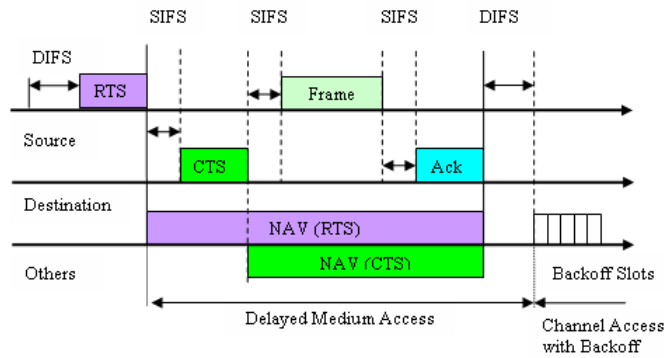 SIFS SIFS SIFS DIFS
DIFS
RTS
Frame
Source
CTS
Ack
Destination
NAV (RTS)
NAV (CTS)
Others
Backoff Slots
Delayed Medium Access
Channel Access
with Backoff